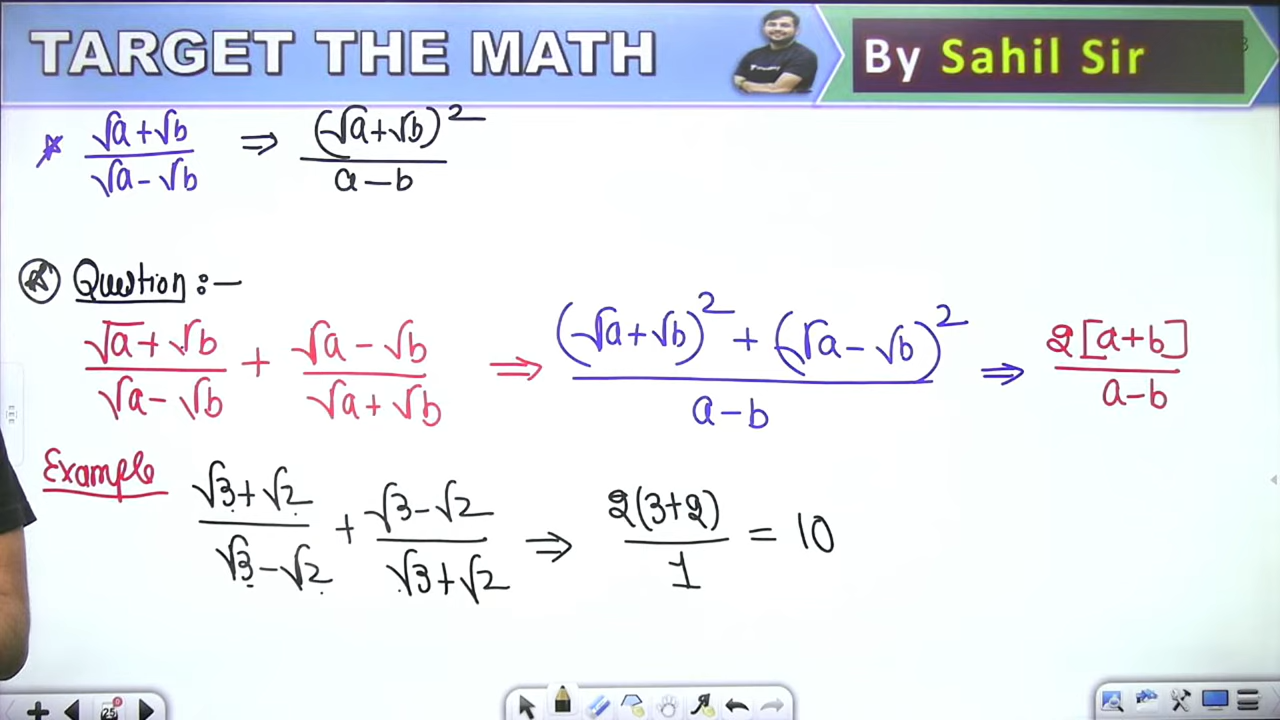 TARGET THE MATH
By Sahil Sir
* (√a + √b)/(√a - √b) ⇒ (√a + √b)²/(a - b)
Question :-
(√a + √b)/(√a - √b) + (√a - √b)/(√a + √b) ⇒ ((√a + √b)² + (√a - √b)²)/(a - b) ⇒ 2[a+b]/(a-b)
Example (√3 + √2)/(√3 - √2) + (√3 - √2)/(√3 + √2) ⇒ 2(3+2)/1 = 10
25